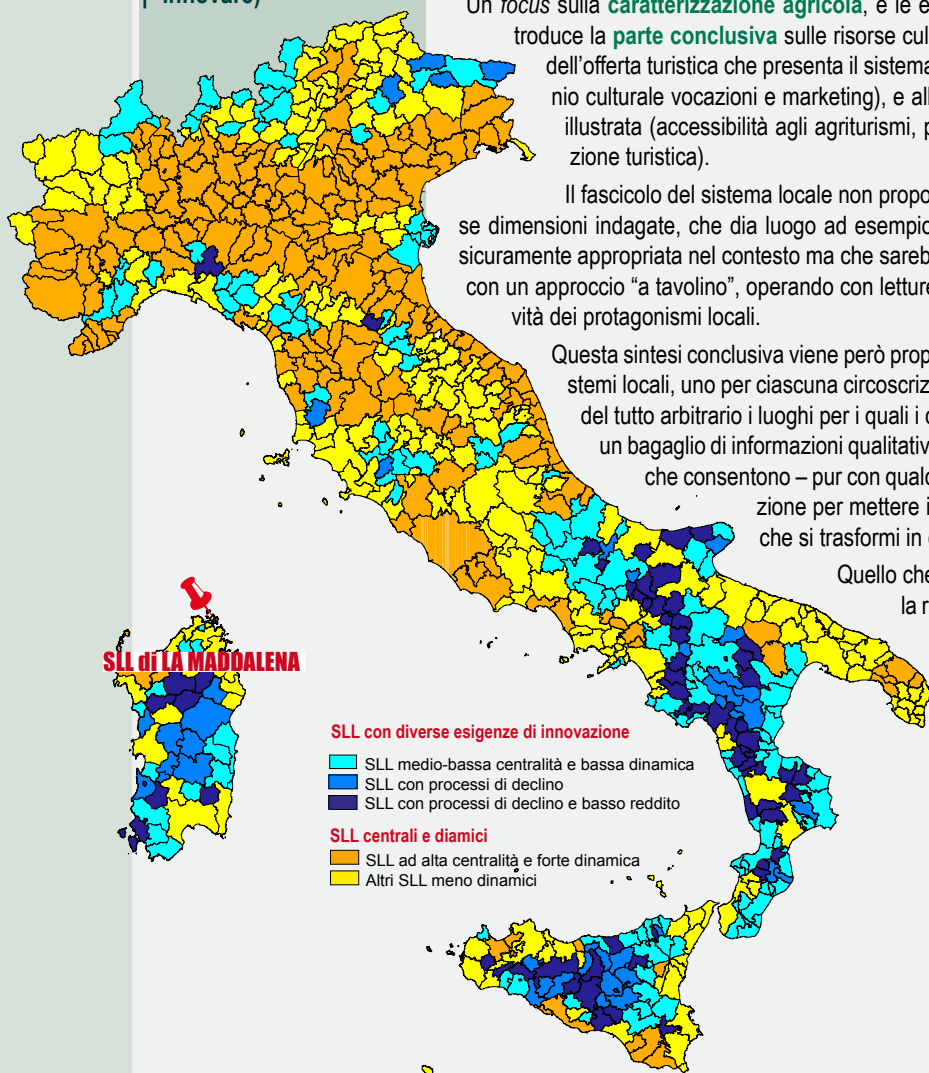 innovare)
Un focus sulla caratterizzazione agricola, e le e
troduce la parte conclusiva sulle risorse cul
dell'offerta turistica che presenta il sistema
nio culturale vocazioni e marketing), e all
illustrata (accessibilità agli agriturismi, p
zione turistica).
Il fascicolo del sistema locale non propo
se dimensioni indagate, che dia luogo ad esempio
sicuramente appropriata nel contesto ma che sareb
con un approccio “a tavolino”, operando con letture
vità dei protagonismi locali.
Questa sintesi conclusiva viene però prop
stemi locali, uno per ciascuna circoscriz
del tutto arbitrario i luoghi per i quali i
un bagaglio di informazioni qualitativ
che consentono – pur con qualc
zione per mettere i
che si trasformi in
Quello che
la r
SLL di LA MADDALENA
SLL con diverse esigenze di innovazione
SLL medio-bassa centralità e bassa dinamica
SLL con processi di declino
SLL con processi di declino e basso reddito
SLL centrali e diamici
SLL ad alta centralità e forte dinamica
Altri SLL meno dinamici